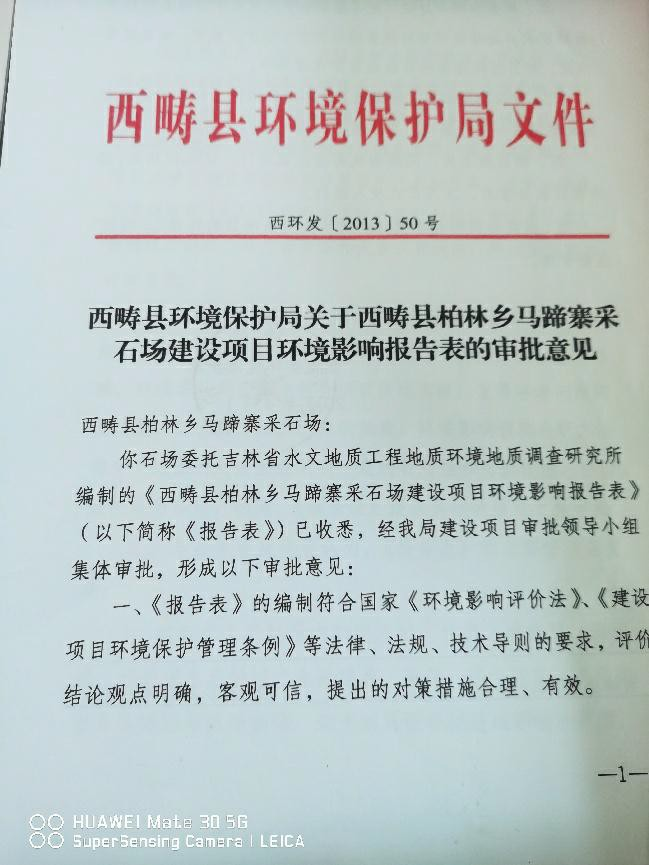 西畴县环境保护局文件
西环发〔2013〕50号
西畴县环境保护局关于西畴县柏林乡马蹄寨采
石场建设项目环境影响报告表的审批意见
西畴县柏林乡马蹄寨采石场：
你石场委托吉林省水文地质工程地质环境地质调查研究所
编制的《西畴县柏林乡马蹄寨采石场建设项目环境影响报告表》
（以下简称《报告表》）已收悉，经我局建设项目审批领导小组
集体审批，形成以下审批意见：
一、《报告表》的编制符合国家《环境影响评价法》、《建设
项目环境保护管理条例》等法律、法规、技术导则的要求，评价
结论观点明确，客观可信，提出的对策措施合理、有效。
—1—
HUAWEI Mate 30 5G
SuperSensing Camera | LEICA